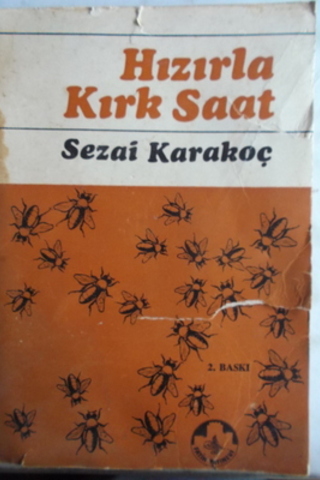 Hızırla
Kırk Saat
Sezai Karakoç
2. BASKI